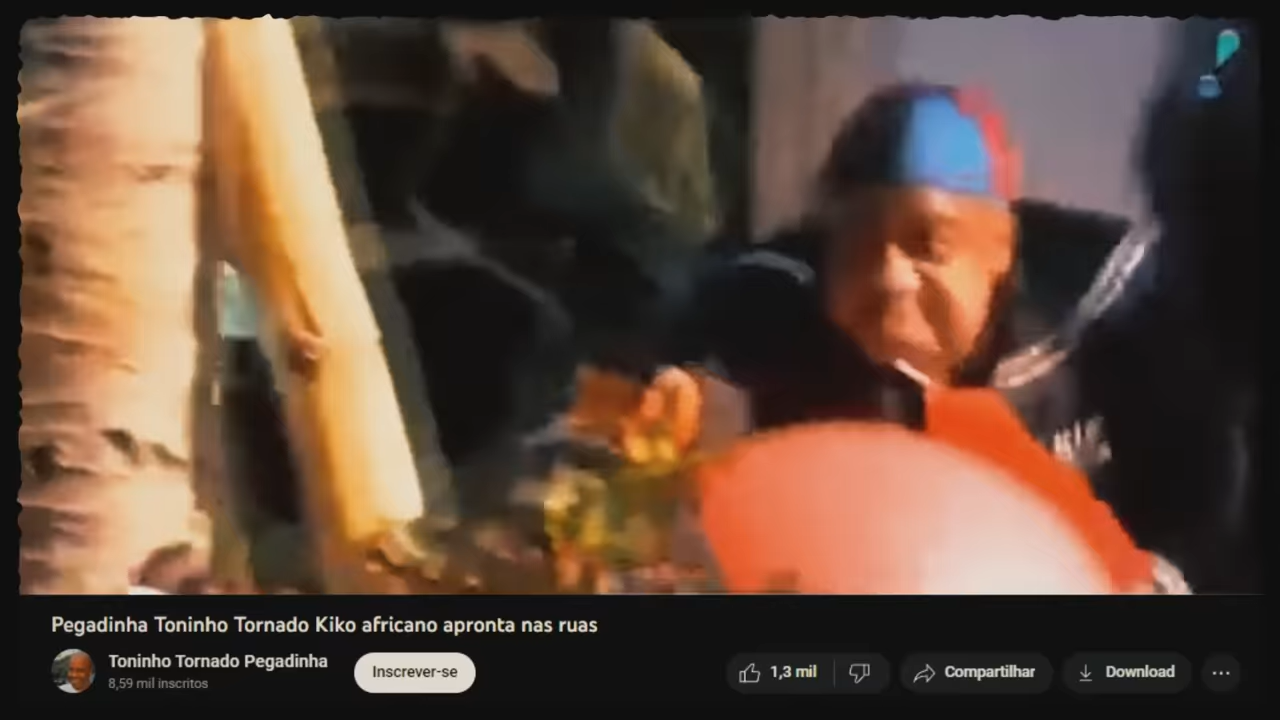 Pegadinha Toninho Tornado Kiko africano apronta nas ruas
Toninho Tornado Pegadinha
8,59 mil inscritos
Inscrever-se
1,3 mil
Compartilhar
Download